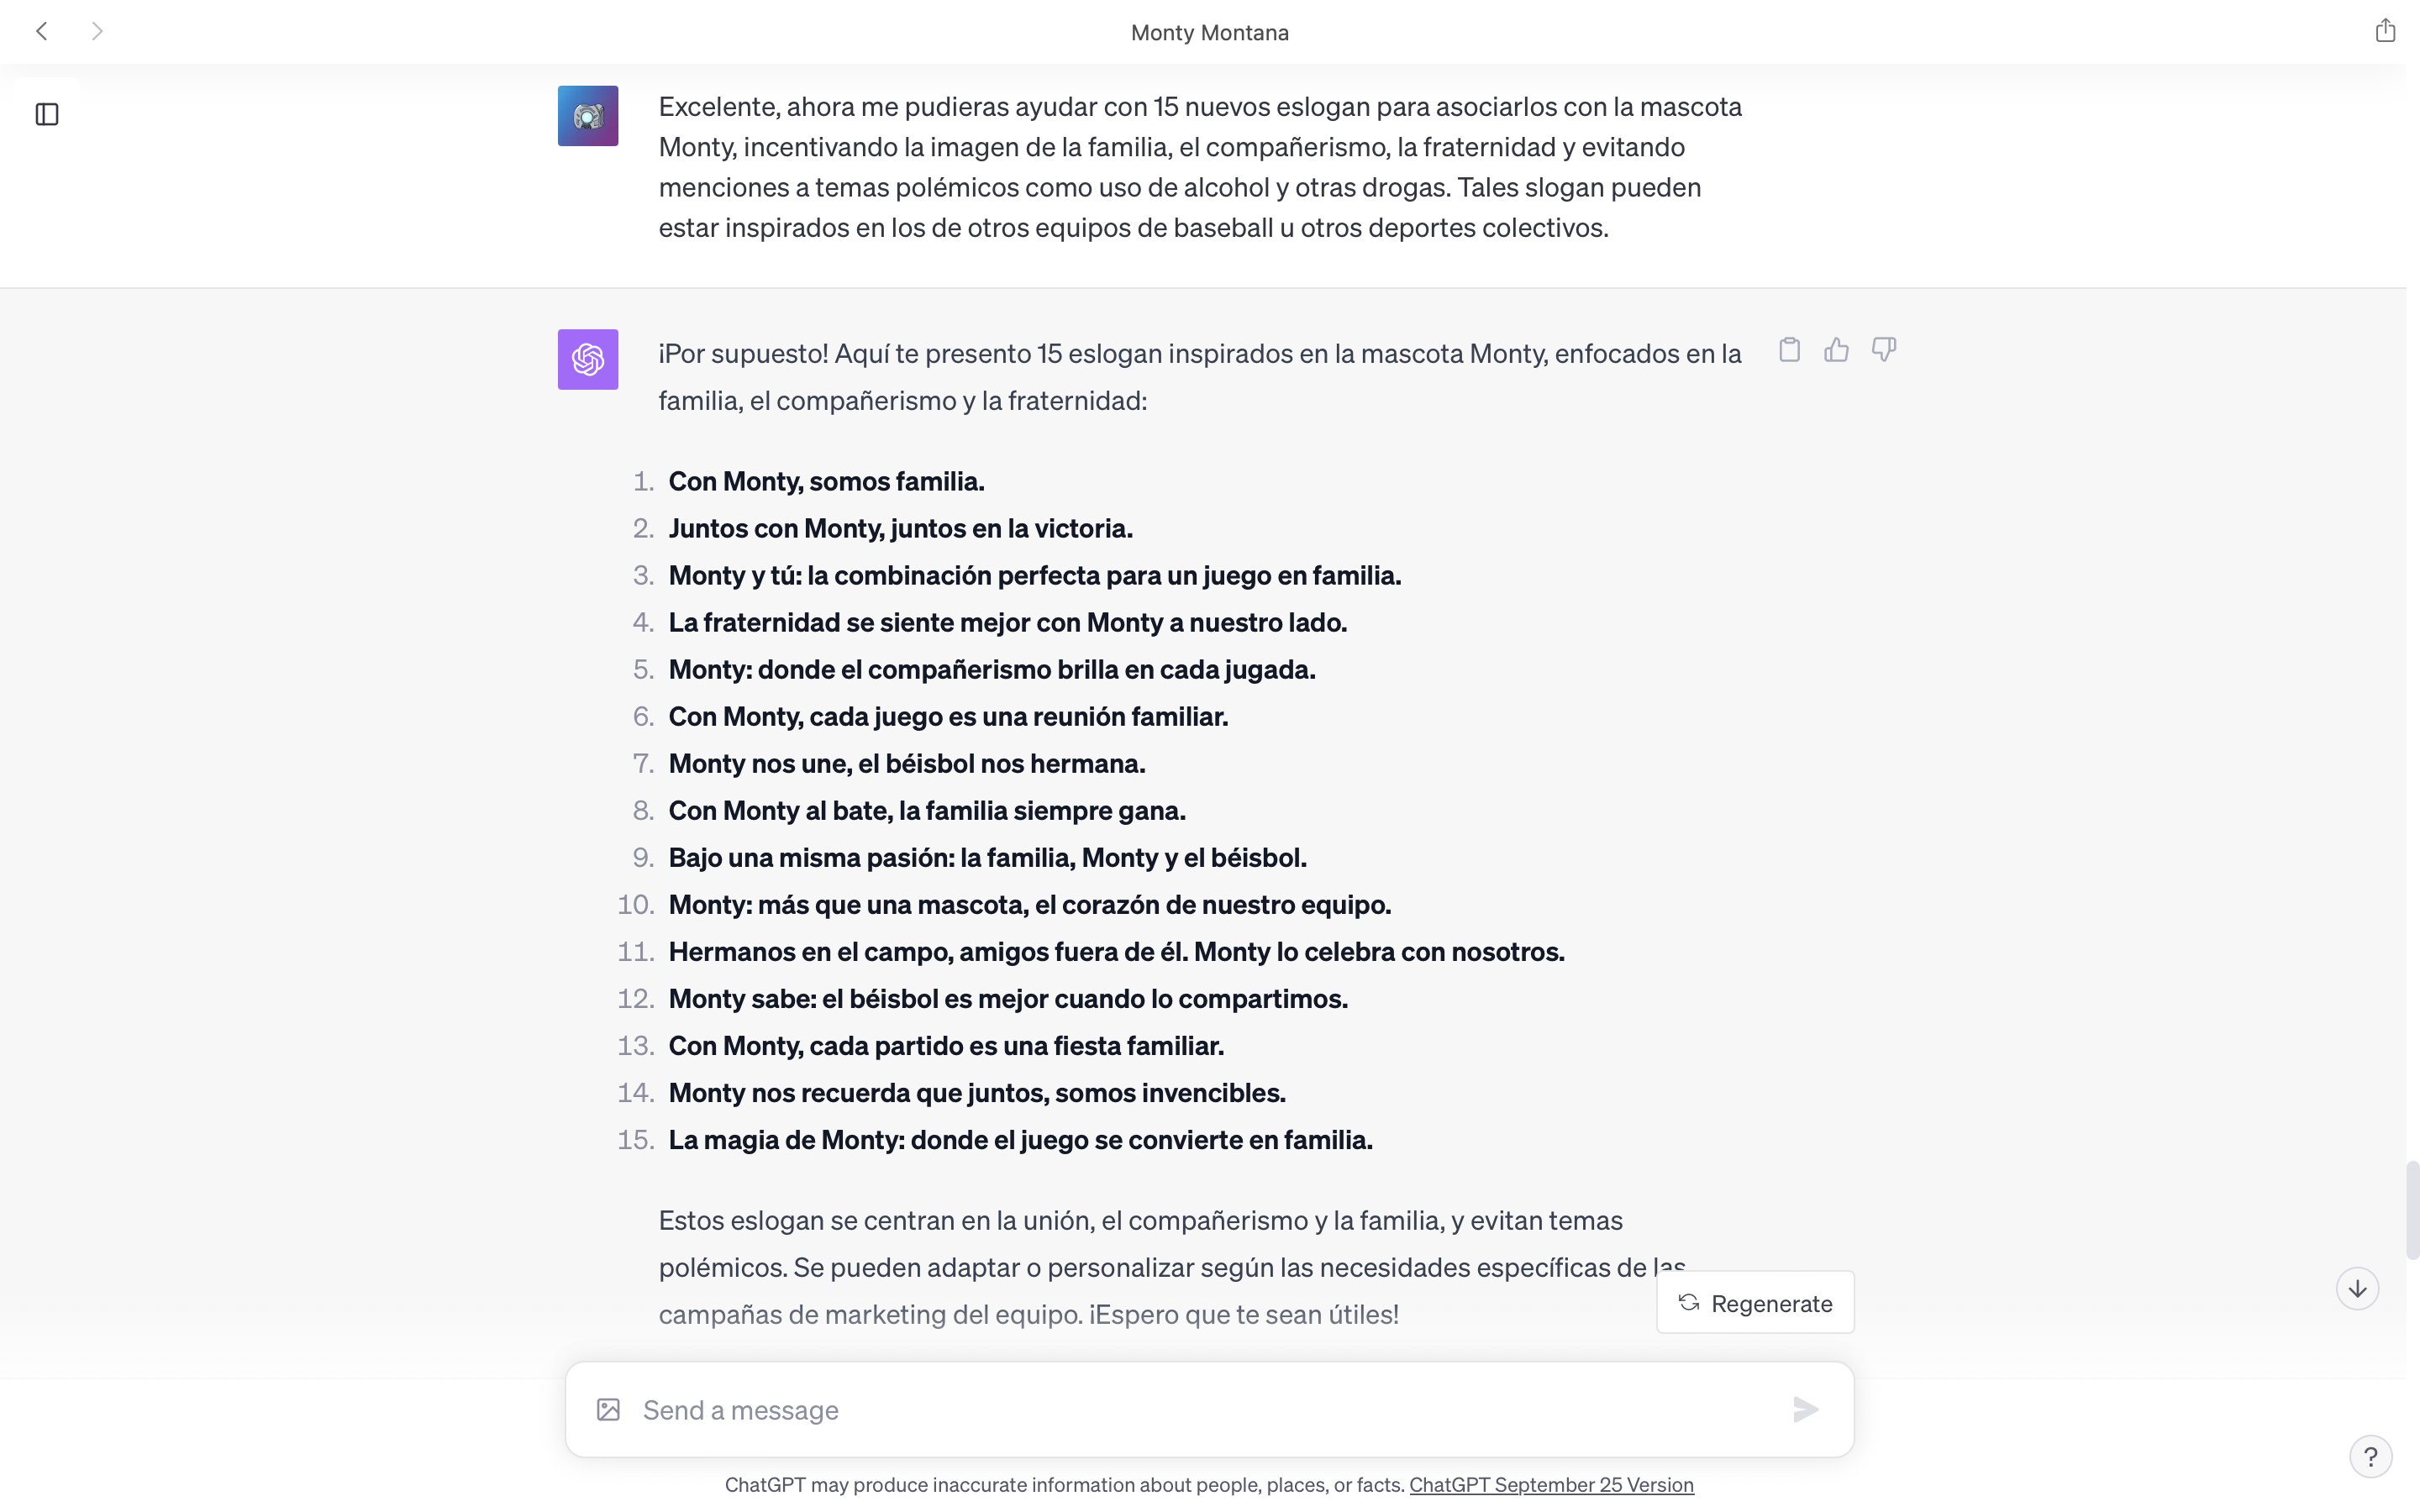 Monty Montana
Excelente, ahora me pudieras ayudar con 15 nuevos eslogan para asociarlos con la mascota
Monty, incentivando la imagen de la familia, el compañerismo, la fraternidad y evitando
menciones a temas polémicos como uso de alcohol y otras drogas. Tales slogan pueden
estar inspirados en los de otros equipos de baseball u otros deportes colectivos.
¡Por supuesto! Aquí te presento 15 eslogan inspirados en la mascota Monty, enfocados en la
familia, el compañerismo y la fraternidad:
1. Con Monty, somos familia.
2. Juntos con Monty, juntos en la victoria.
3. Monty y tú: la combinación perfecta para un juego en familia.
4. La fraternidad se siente mejor con Monty a nuestro lado.
5. Monty: donde el compañerismo brilla en cada jugada.
6. Con Monty, cada juego es una reunión familiar.
7. Monty nos une, el béisbol nos hermana.
8. Con Monty al bate, la familia siempre gana.
9. Bajo una misma pasión: la familia, Monty y el béisbol.
10. Monty: más que una mascota, el corazón de nuestro equipo.
11. Hermanos en el campo, amigos fuera de él. Monty lo celebra con nosotros.
12. Monty sabe: el béisbol es mejor cuando lo compartimos.
13. Con Monty, cada partido es una fiesta familiar.
14. Monty nos recuerda que juntos, somos invencibles.
15. La magia de Monty: donde el juego se convierte en familia.
Estos eslogan se centran en la unión, el compañerismo y la familia, y evitan temas
polémicos. Se pueden adaptar o personalizar según las necesidades específicas de las
campañas de marketing del equipo. ¡Espero que te sean útiles!
Regenerate
Send a message
?
ChatGPT may produce inaccurate information about people, places, or facts. ChatGPT September 25 Version